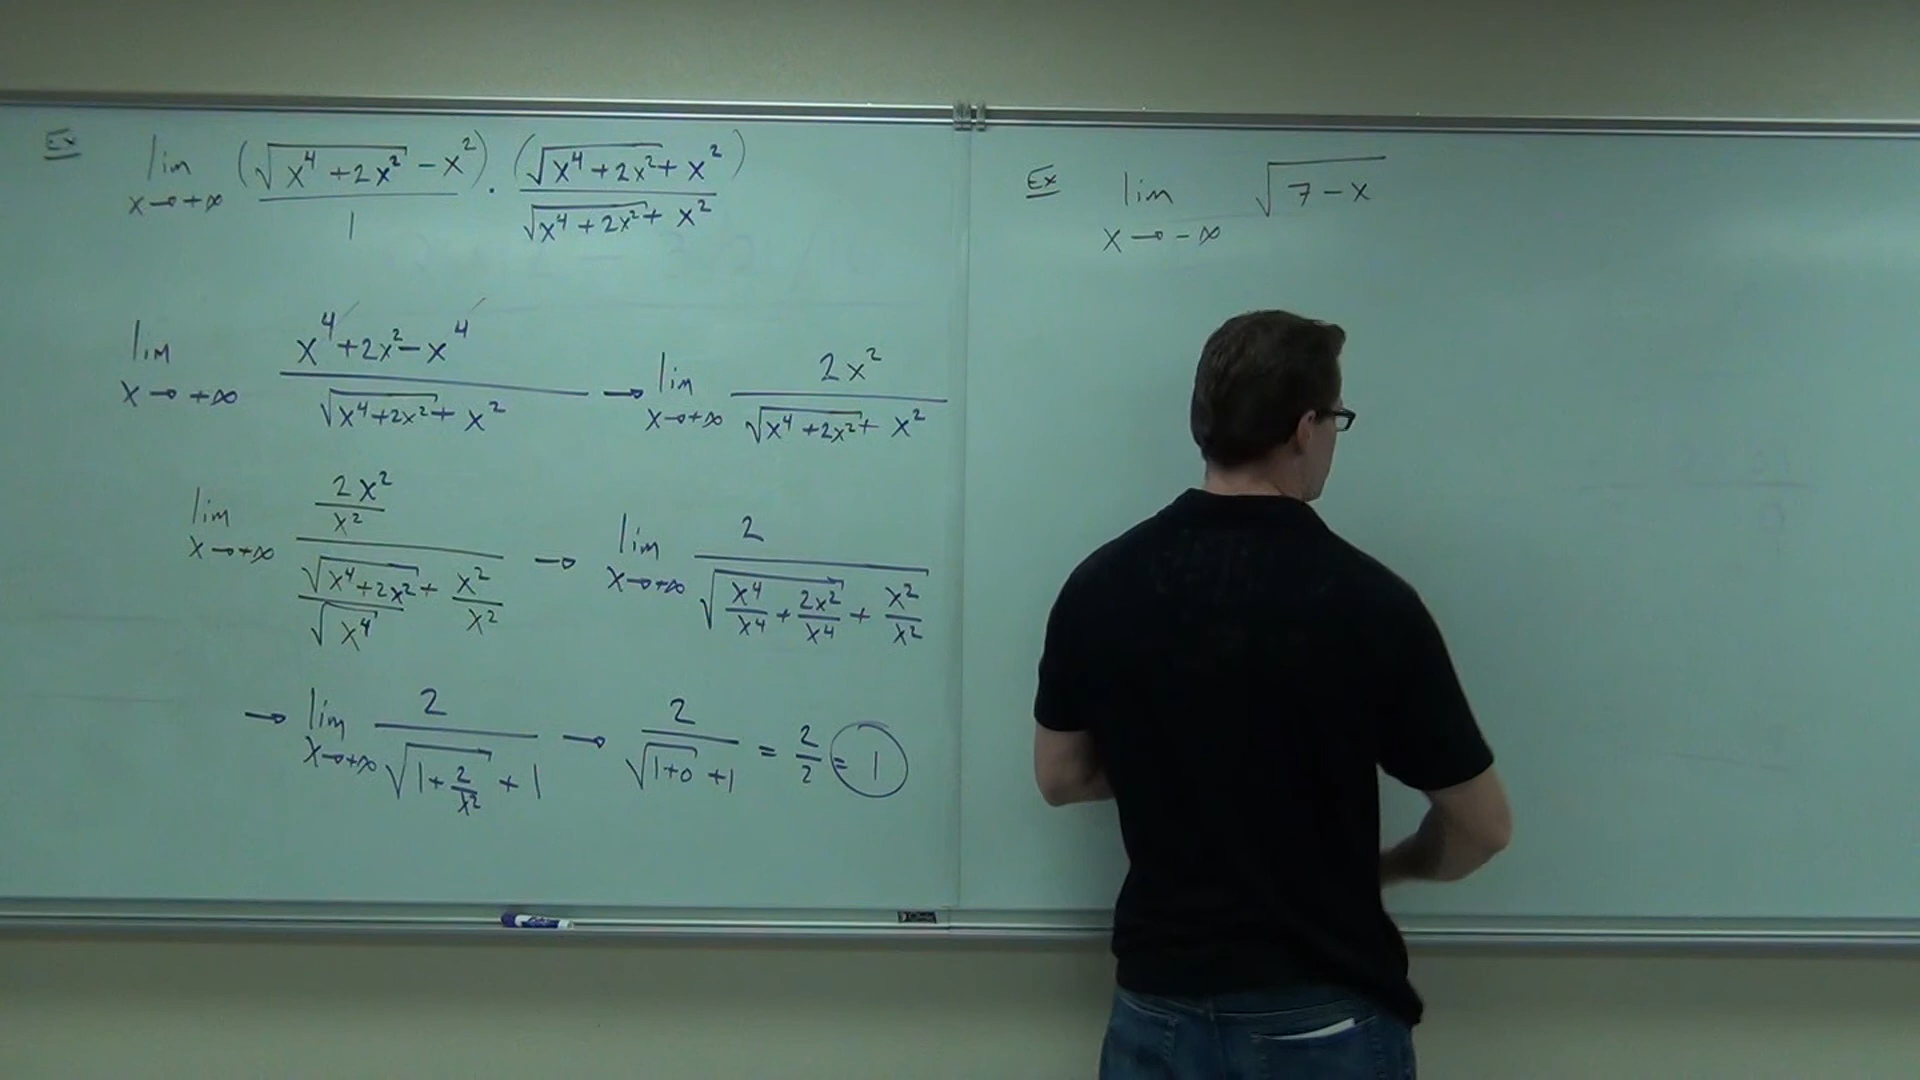 Ex lim x→+∞ (√(x⁴+2x²) - x²)/1 · (√(x⁴+2x²) + x²)/(√(x⁴+2x²) + x²)
lim x→+∞ (x⁴+2x²-x⁴)/(√(x⁴+2x²) + x²) → lim x→+∞ 2x²/(√(x⁴+2x²) + x²)
lim x→+∞ (2x²/x²)/(√(x⁴+2x²)/√(x⁴) + x²/x²) → lim x→+∞ 2/(√(x⁴/x⁴ + 2x²/x⁴) + x²/x²)
→ lim x→+∞ 2/(√(1+2/x²) + 1) → 2/(√(1+0) + 1) = 2/2 = 1
Ex lim x→-∞ √(7-x)